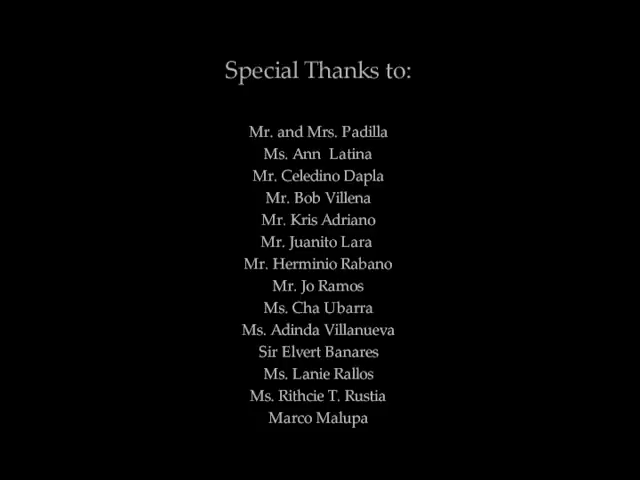 Special Thanks to:
Mr. and Mrs. Padilla
Ms. Ann  Latina
Mr. Celedino Dapla
Mr. Bob Villena
Mr. Kris Adriano
Mr. Juanito Lara
Mr. Herminio Rabano
Mr. Jo Ramos
Ms. Cha Ubarra
Ms. Adinda Villanueva
Sir Elvert Banares
Ms. Lanie Rallos
Ms. Rithcie T. Rustia
Marco Malupa